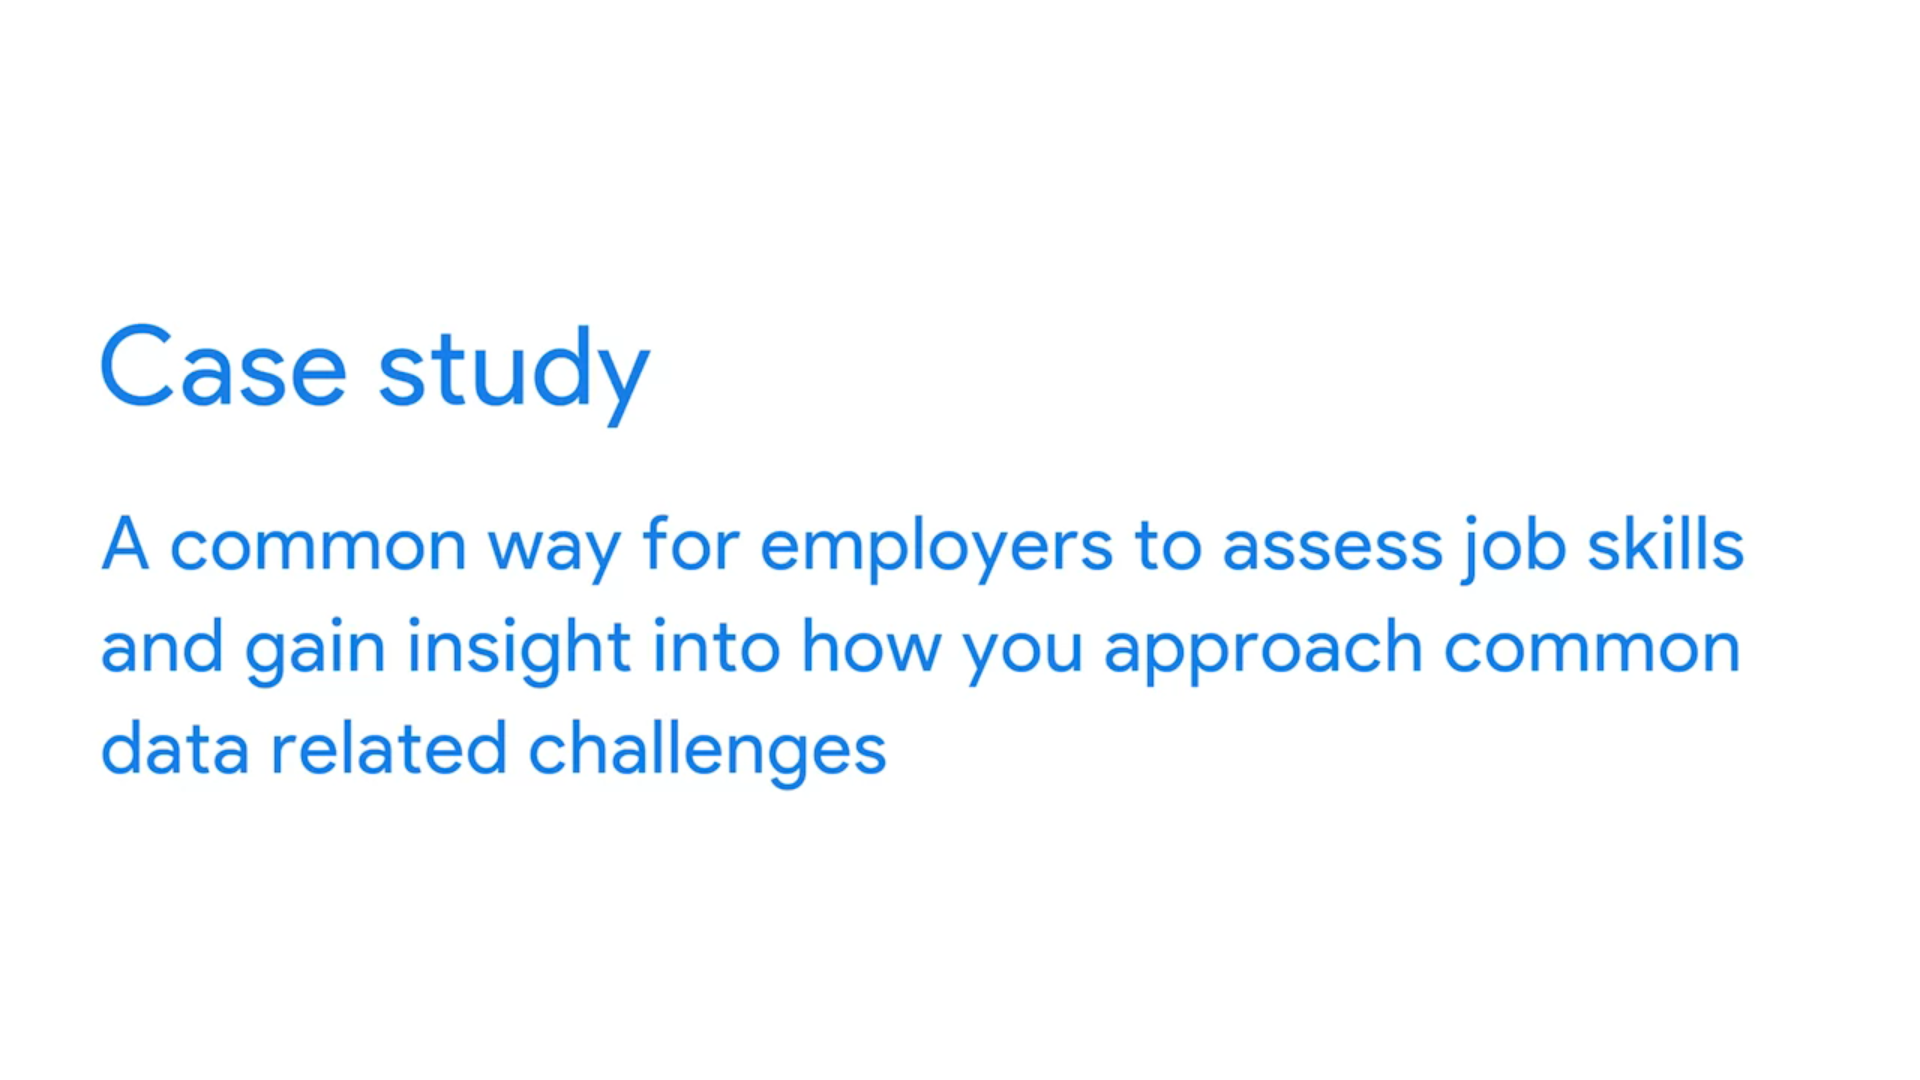 Case study
A common way for employers to assess job skills
and gain insight into how you approach common
data related challenges